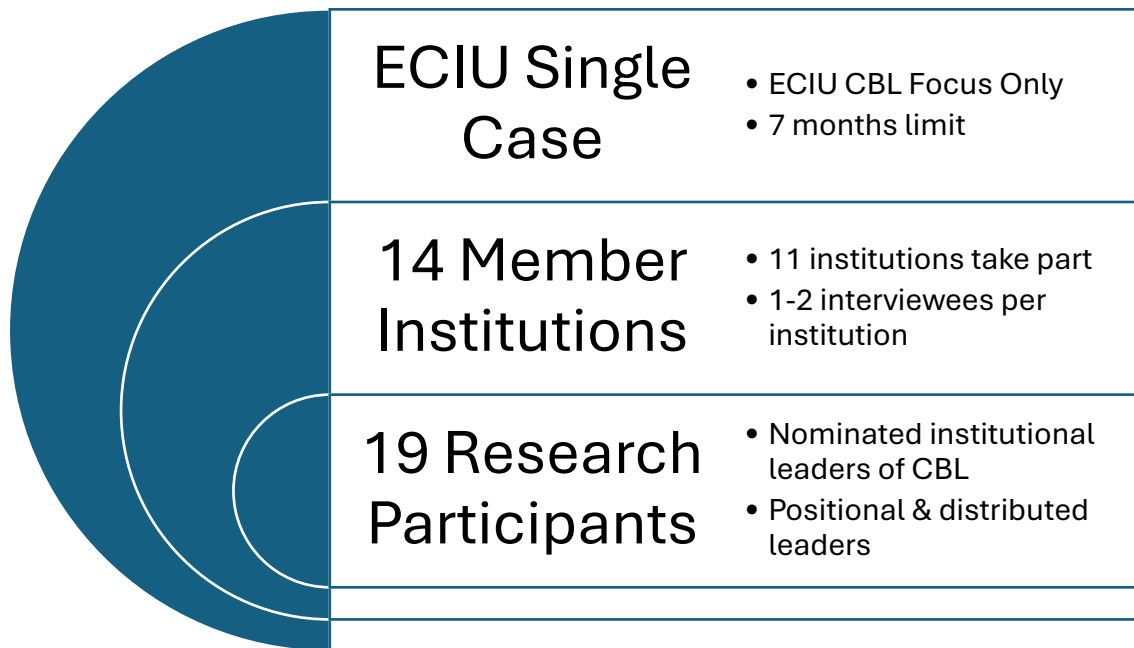 ECIU Single
Case
• ECIU CBL Focus Only
• 7 months limit
14 Member
Institutions
• 11 institutions take part
• 1-2 interviewees per
institution
19 Research
Participants
• Nominated institutional
leaders of CBL
• Positional & distributed
leaders